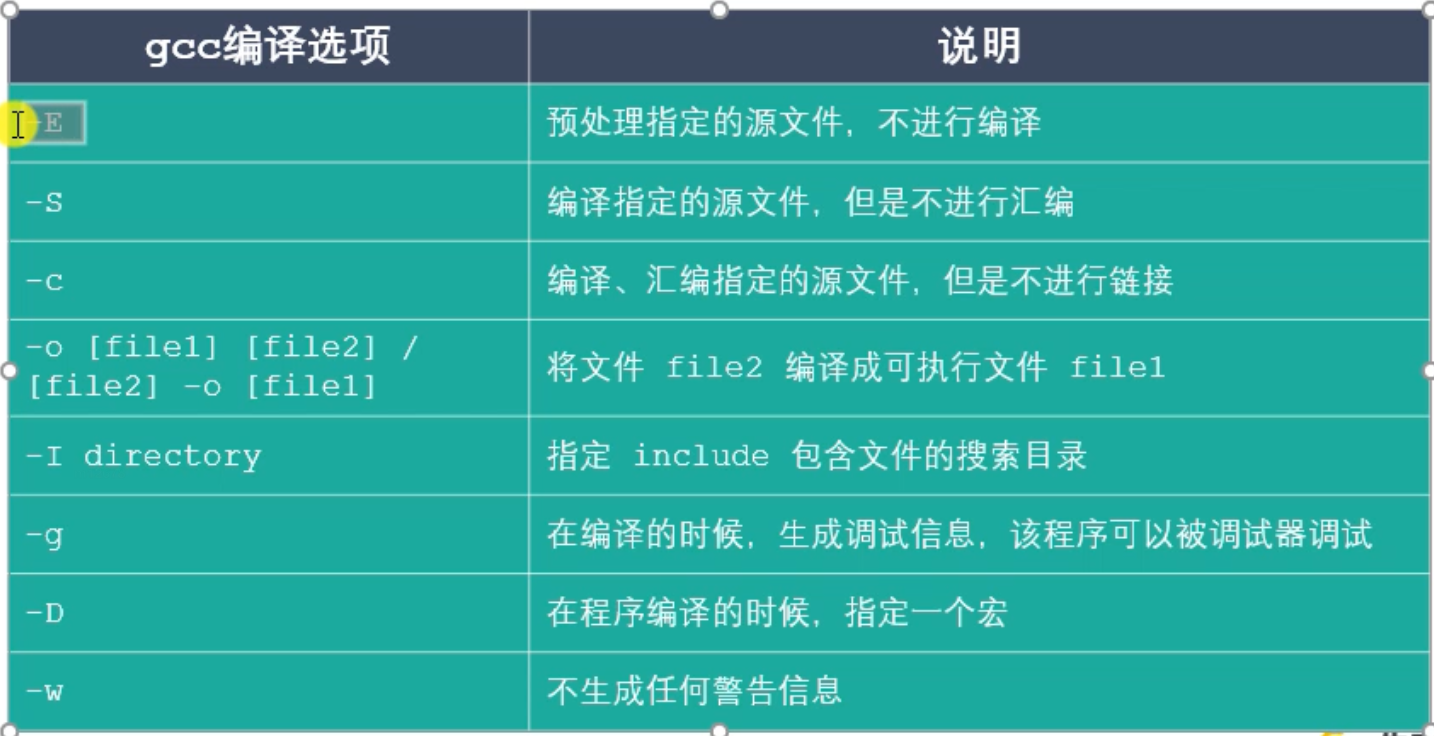 gcc编译选项
说明
-E
预处理指定的源文件，不进行编译
-S
编译指定的源文件，但是不进行汇编
-c
编译、汇编指定的源文件，但是不进行链接
-o [file1] [file2] /
[file2] -o [file1]
将文件 file2 编译成可执行文件 file1
-I directory
指定 include 包含文件的搜索目录
-g
在编译的时候，生成调试信息，该程序可以被调试器调试
-D
在程序编译的时候，指定一个宏
-w
不生成任何警告信息